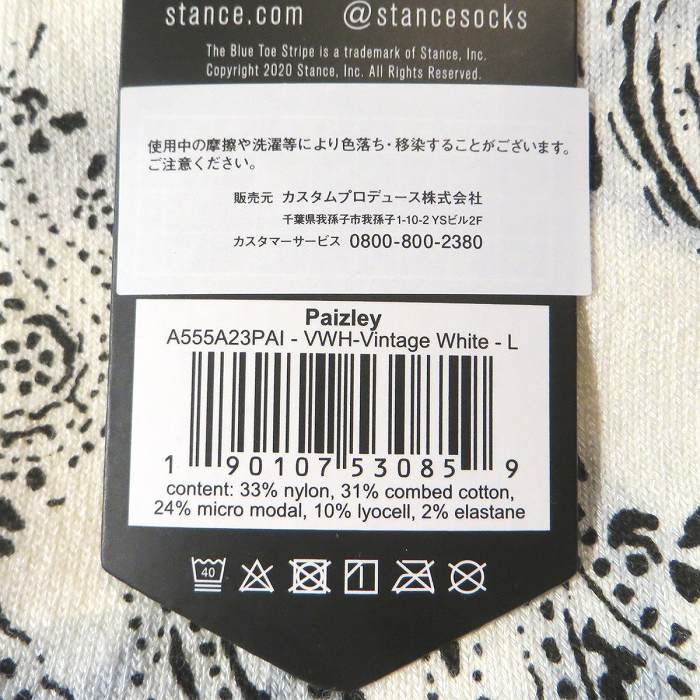 stance.com @stancesocks
The Blue Toe Stripe is a trademark of Stance, Inc.
Copyright 2020 Stance, Inc. All Rights Reserved.
使用中の摩擦や洗濯等により色落ち・移染することがございます。
ご注意ください。
販売元 カスタムプロデュース株式会社
千葉県我孫子市我孫子1-10-2 YSビル2F
カスタマーサービス 0800-800-2380
Paizley
A555A23PAI - VWH-Vintage White - L
1 90107 53085 9
content: 33% nylon, 31% combed cotton,
24% micro modal, 10% lyocell, 2% elastane
40